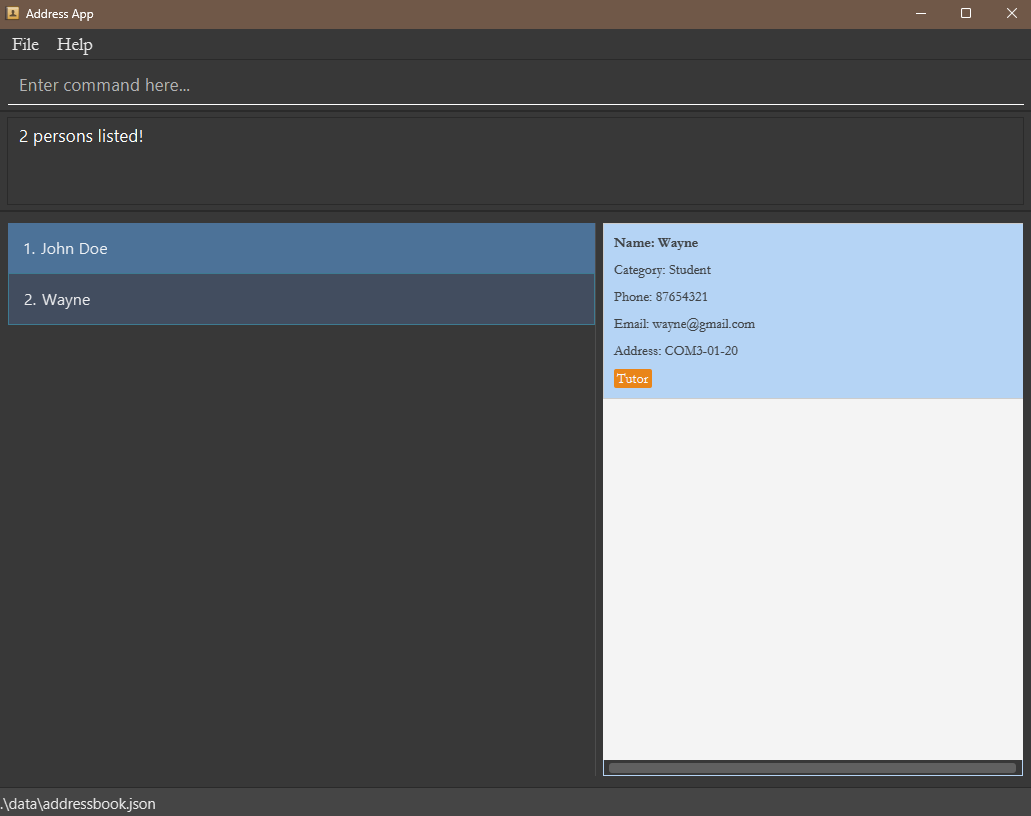 Address App
File Help
Enter command here...
2 persons listed!
1. John Doe
2. Wayne
Name: Wayne
Category: Student
Phone: 87654321
Email: wayne@gmail.com
Address: COM3-01-20
Tutor
.\data\addressbook.json